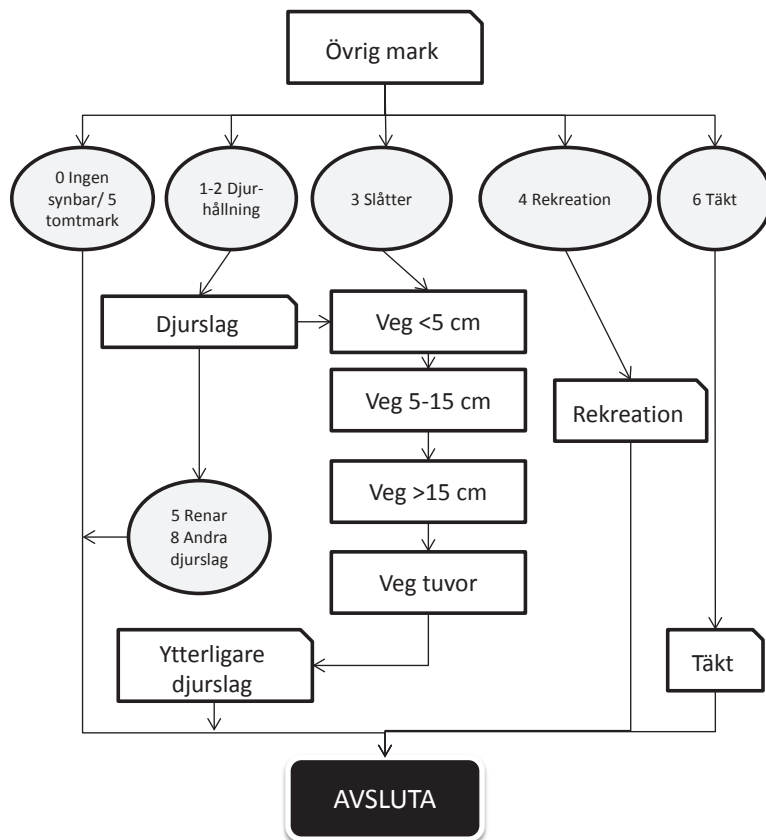 Övrig mark
0 Ingen
synbar/ 5
tomtmark
1-2 Djur-
hållning
3 Slåtter
4 Rekreation
6 Täkt
Djurslag
Veg <5 cm
Veg 5-15 cm
Rekreation
Veg >15 cm
5 Renar
8 Andra
djurslag
Veg tuvor
Ytterligare
djurslag
Täkt
AVSLUTA